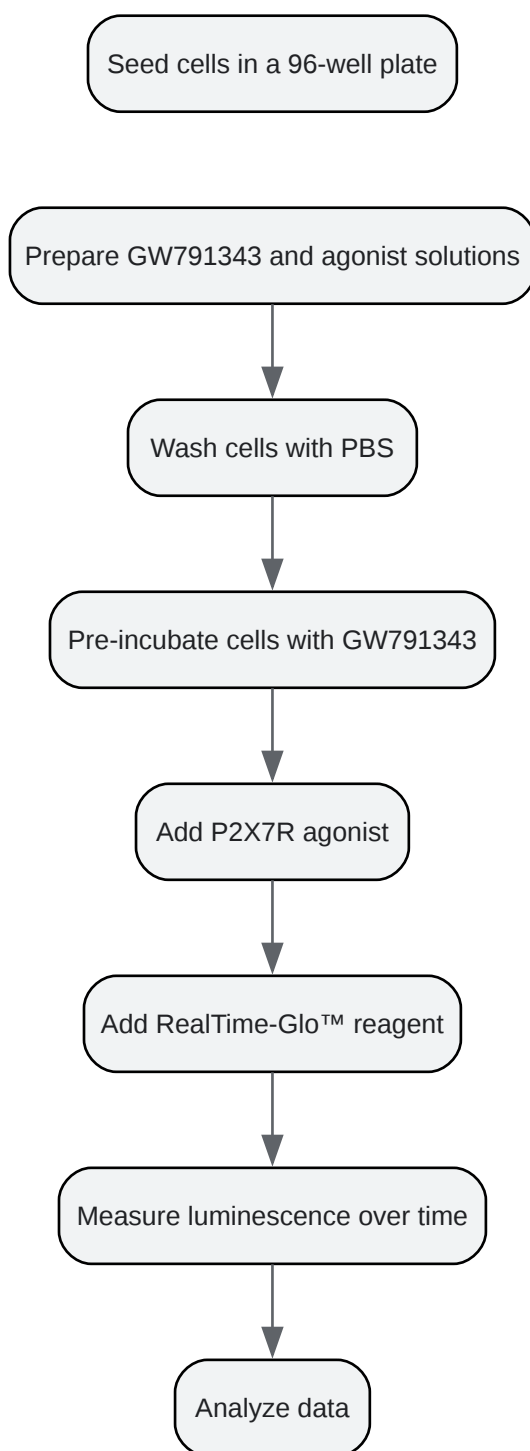 Seed cells in a 96-well plate
Prepare GW791343 and agonist solutions
Wash cells with PBS
Pre-incubate cells with GW791343
Add P2X7R agonist
Add RealTime-Glo™ reagent
Measure luminescence over time
Analyze data